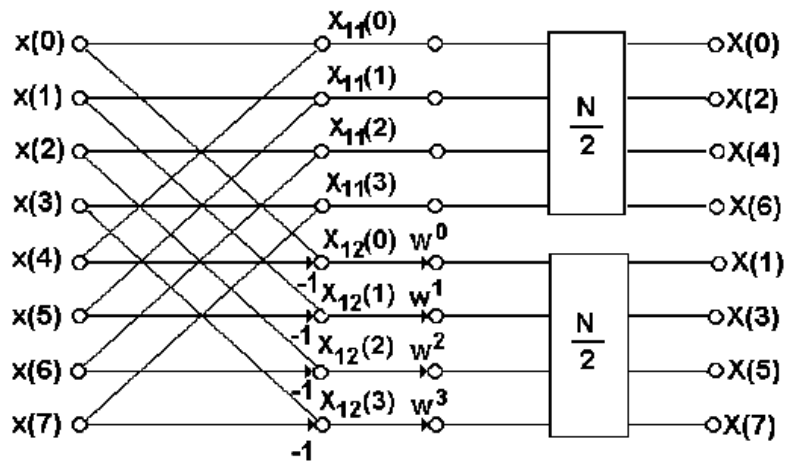 x(0) X₁₁(0) X(0)
x(1) X₁₁(1) X(2)
x(2) X₁₁(2) N/2 X(4)
x(3) X₁₁(3) X(6)
x(4) X₁₂(0) w⁰ X(1)
-1
x(5) X₁₂(1) w¹ X(3)
-1
x(6) X₁₂(2) w² N/2 X(5)
-1
x(7) X₁₂(3) w³ X(7)
-1